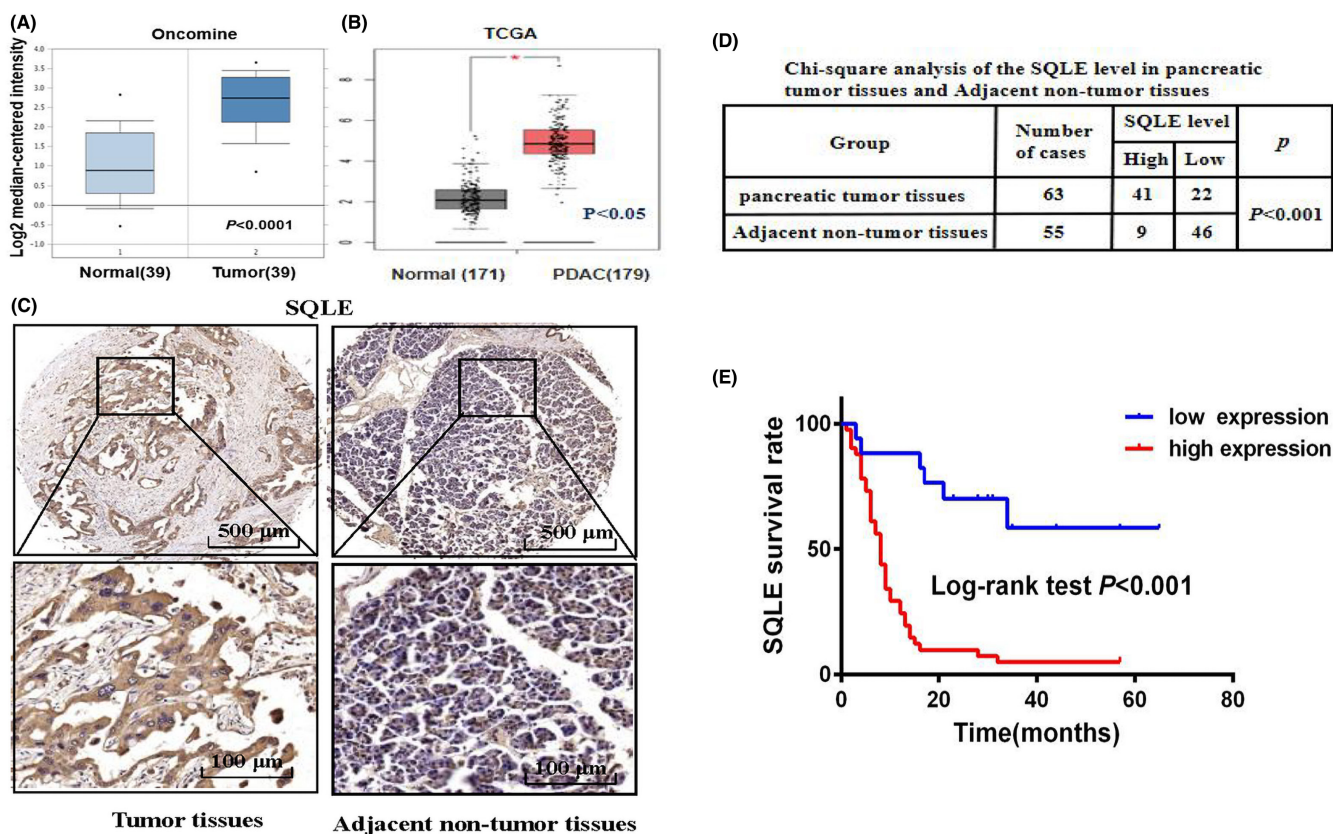 (A)
Oncomine
Log2 median-centered intensity
4.0
3.5
3.0
2.5
2.0
1.5
1.0
0.5
0.0
-0.5
-1.0
P<0.0001
1
2
Normal(39)
Tumor(39)
(B)
TCGA
*
8
6
4
2
0
P<0.05
Normal (171)
PDAC(179)
(C)
SQLE
500 μm
500 μm
100 μm
100 μm
Tumor tissues
Adjacent non-tumor tissues
(D)
Chi-square analysis of the SQLE level in pancreatic
tumor tissues and Adjacent non-tumor tissues
Group Number of cases SQLE level p
High Low
pancreatic tumor tissues 63 41 22 P<0.001
Adjacent non-tumor tissues 55 9 46
(E)
SQLE survival rate
100
50
0
low expression
high expression
Log-rank test P<0.001
0 20 40 60 80
Time(months)